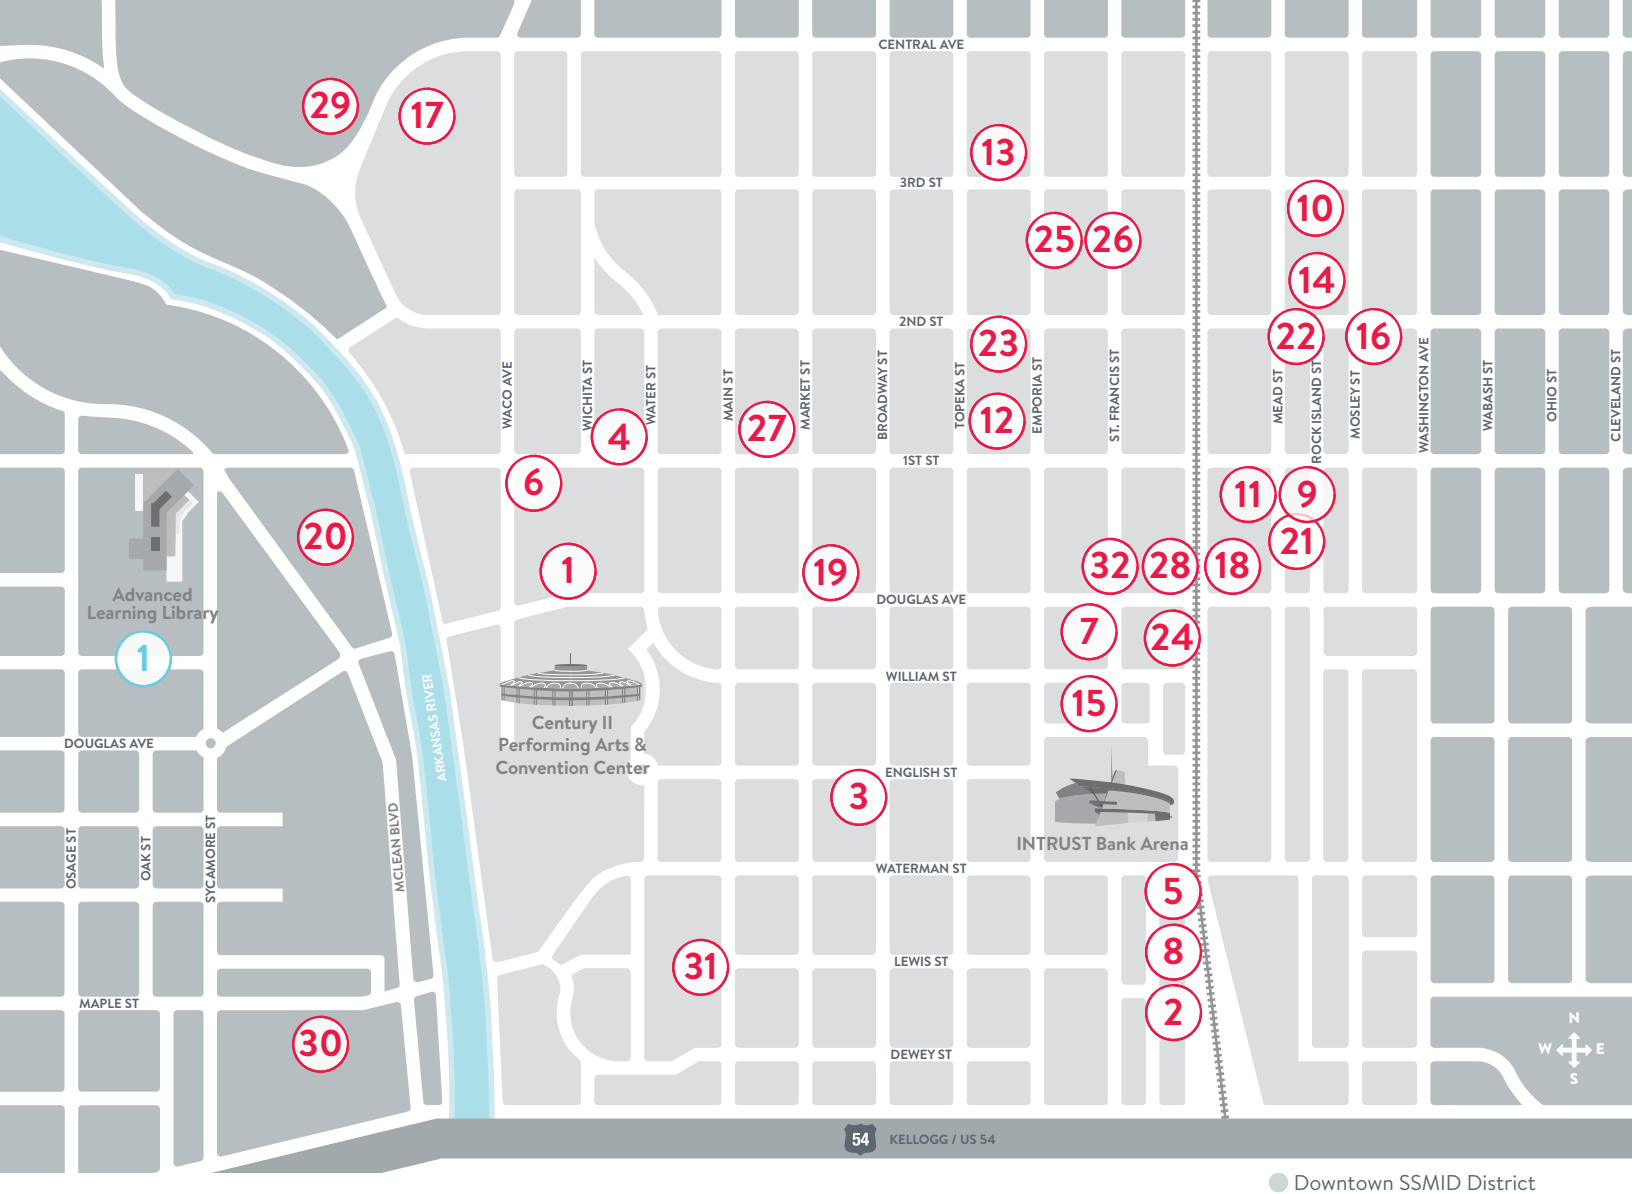 CENTRAL AVE
29
17
13
3RD ST
10
25
26
14
2ND ST
23
22
16
WACO AVE
WICHITA ST
WATER ST
MAIN ST
MARKET ST
BROADWAY ST
TOPEKA ST
EMPORIA ST
ST. FRANCIS ST
MEAD ST
ROCK ISLAND ST
MOSLEY ST
WASHINGTON AVE
WABASH ST
OHIO ST
CLEVELAND ST
4
27
12
1ST ST
6
11
9
20
21
1
19
32
28
18
Advanced
Learning Library
1
DOUGLAS AVE
7
24
WILLIAM ST
15
Century II
Performing Arts &
Convention Center
ARKANSAS RIVER
DOUGLAS AVE
ENGLISH ST
3
INTRUST Bank Arena
OSAGE ST
OAK ST
SYCAMORE ST
MCLEAN BLVD
WATERMAN ST
5
8
31
LEWIS ST
MAPLE ST
2
30
DEWEY ST
N
W
E
S
54
KELLOGG / US 54
Downtown SSMID District